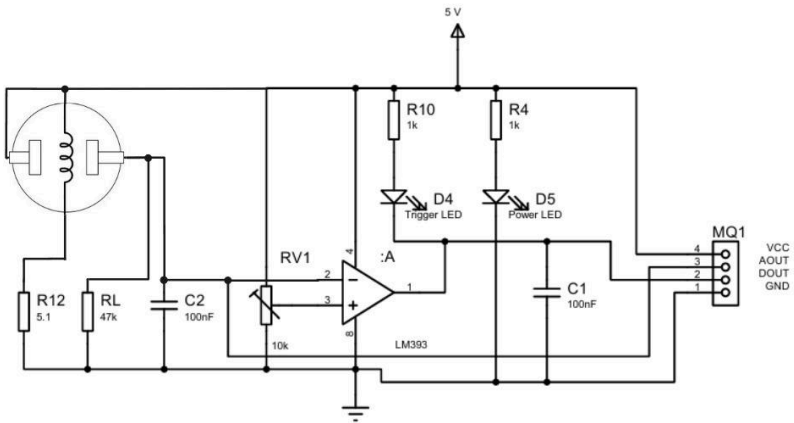 5 V
R10
1k
R4
1k
D4
Trigger LED
D5
Power LED
MQ1
VCC
AOUT
DOUT
GND
4
3
2
1
RV1
:A
4
2
3
1
8
10k
LM393
R12
5.1
RL
47k
C2
100nF
C1
100nF